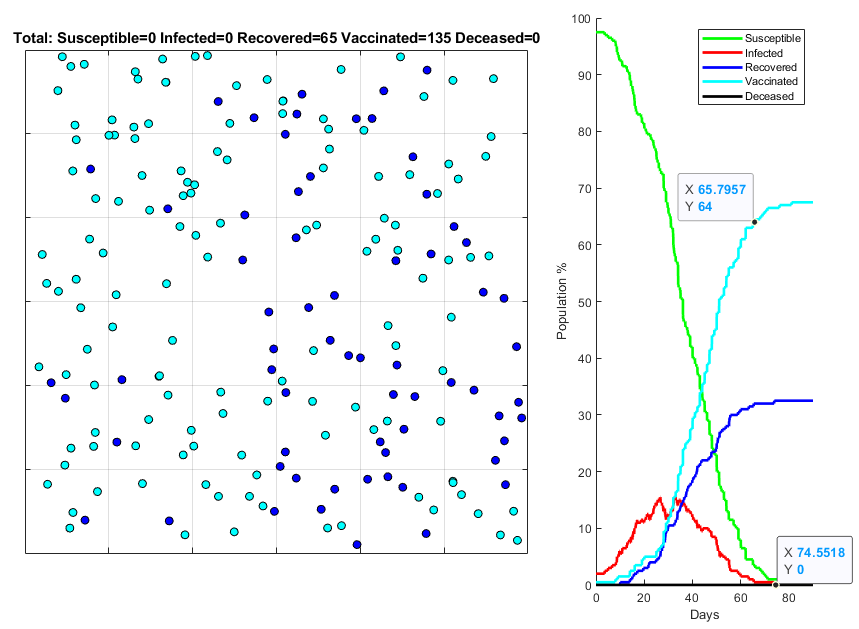 Total: Susceptible=0 Infected=0 Recovered=65 Vaccinated=135 Deceased=0
100
90
80
70
60
50
40
30
20
10
0
Population %
Susceptible
Infected
Recovered
Vaccinated
Deceased
X 65.7957
Y 64
X 74.5518
Y 0
0 20 40 60 80
Days